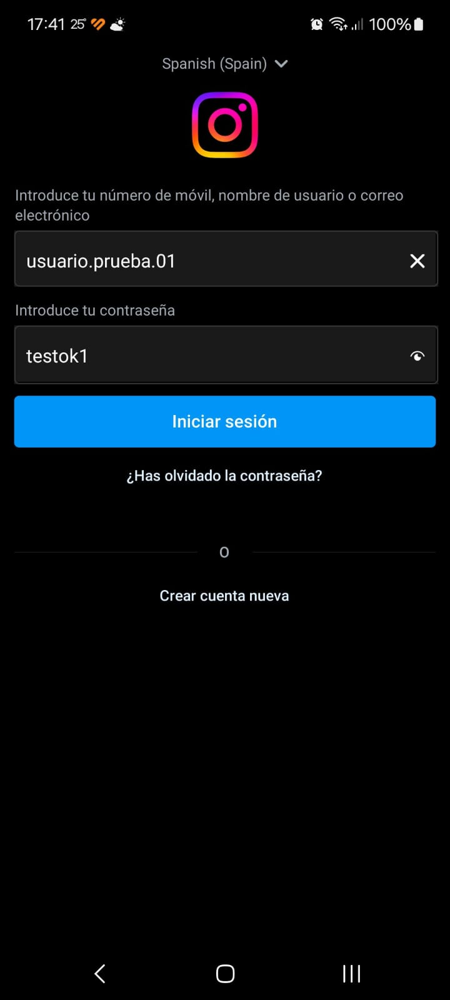 17:41 25° 100%
Spanish (Spain)
Introduce tu número de móvil, nombre de usuario o correo
electrónico
usuario.prueba.01
Introduce tu contraseña
testok1
Iniciar sesión
¿Has olvidado la contraseña?
O
Crear cuenta nueva